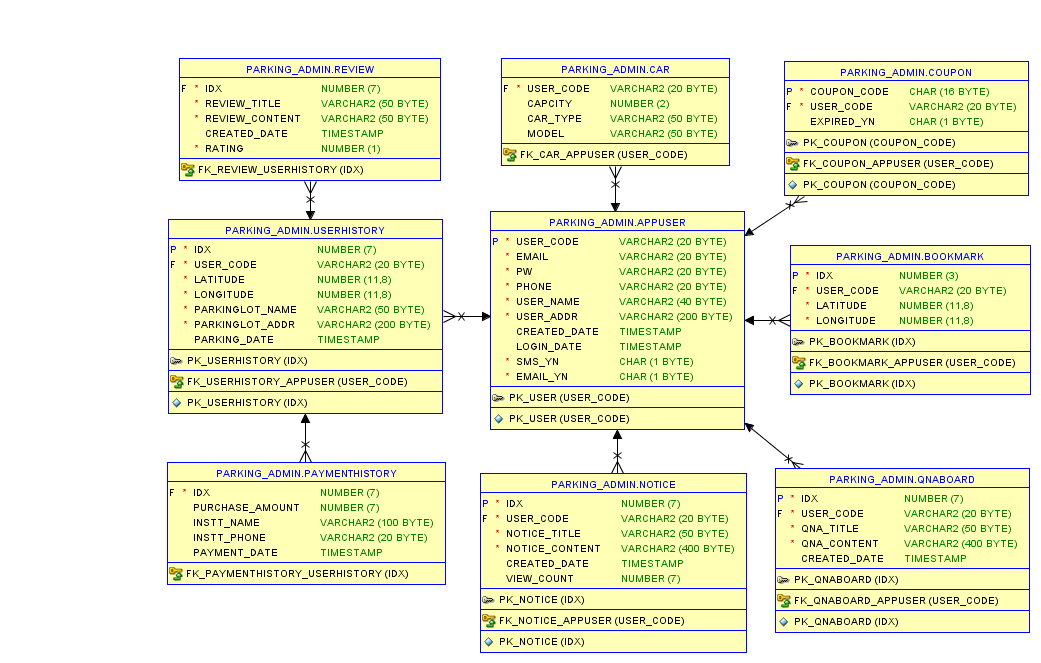 PARKING_ADMIN.REVIEW
F * IDX NUMBER (7)
* REVIEW_TITLE VARCHAR2 (50 BYTE)
* REVIEW_CONTENT VARCHAR2 (50 BYTE)
CREATED_DATE TIMESTAMP
* RATING NUMBER (1)
FK_REVIEW_USERHISTORY (IDX)
PARKING_ADMIN.CAR
F * USER_CODE VARCHAR2 (20 BYTE)
CAPCITY NUMBER (2)
CAR_TYPE VARCHAR2 (50 BYTE)
MODEL VARCHAR2 (50 BYTE)
FK_CAR_APPUSER (USER_CODE)
PARKING_ADMIN.COUPON
P * COUPON_CODE CHAR (16 BYTE)
F * USER_CODE VARCHAR2 (20 BYTE)
EXPIRED_YN CHAR (1 BYTE)
PK_COUPON (COUPON_CODE)
FK_COUPON_APPUSER (USER_CODE)
PK_COUPON (COUPON_CODE)
PARKING_ADMIN.USERHISTORY
P * IDX NUMBER (7)
F * USER_CODE VARCHAR2 (20 BYTE)
* LATITUDE NUMBER (11,8)
* LONGITUDE NUMBER (11,8)
* PARKINGLOT_NAME VARCHAR2 (50 BYTE)
* PARKINGLOT_ADDR VARCHAR2 (200 BYTE)
PARKING_DATE TIMESTAMP
PK_USERHISTORY (IDX)
FK_USERHISTORY_APPUSER (USER_CODE)
PK_USERHISTORY (IDX)
PARKING_ADMIN.APPUSER
P * USER_CODE VARCHAR2 (20 BYTE)
* EMAIL VARCHAR2 (20 BYTE)
* PW VARCHAR2 (20 BYTE)
* PHONE VARCHAR2 (20 BYTE)
* USER_NAME VARCHAR2 (40 BYTE)
* USER_ADDR VARCHAR2 (200 BYTE)
CREATED_DATE TIMESTAMP
LOGIN_DATE TIMESTAMP
* SMS_YN CHAR (1 BYTE)
* EMAIL_YN CHAR (1 BYTE)
PK_USER (USER_CODE)
PK_USER (USER_CODE)
PARKING_ADMIN.BOOKMARK
P * IDX NUMBER (3)
F * USER_CODE VARCHAR2 (20 BYTE)
* LATITUDE NUMBER (11,8)
* LONGITUDE NUMBER (11,8)
PK_BOOKMARK (IDX)
FK_BOOKMARK_APPUSER (USER_CODE)
PK_BOOKMARK (IDX)
PARKING_ADMIN.PAYMENTHISTORY
F * IDX NUMBER (7)
PURCHASE_AMOUNT NUMBER (7)
INSTT_NAME VARCHAR2 (100 BYTE)
INSTT_PHONE VARCHAR2 (20 BYTE)
PAYMENT_DATE TIMESTAMP
FK_PAYMENTHISTORY_USERHISTORY (IDX)
PARKING_ADMIN.NOTICE
P * IDX NUMBER (7)
F * USER_CODE VARCHAR2 (20 BYTE)
* NOTICE_TITLE VARCHAR2 (50 BYTE)
* NOTICE_CONTENT VARCHAR2 (400 BYTE)
CREATED_DATE TIMESTAMP
VIEW_COUNT NUMBER (7)
PK_NOTICE (IDX)
FK_NOTICE_APPUSER (USER_CODE)
PK_NOTICE (IDX)
PARKING_ADMIN.QNABOARD
P * IDX NUMBER (7)
F * USER_CODE VARCHAR2 (20 BYTE)
* QNA_TITLE VARCHAR2 (50 BYTE)
* QNA_CONTENT VARCHAR2 (400 BYTE)
CREATED_DATE TIMESTAMP
PK_QNABOARD (IDX)
FK_QNABOARD_APPUSER (USER_CODE)
PK_QNABOARD (IDX)